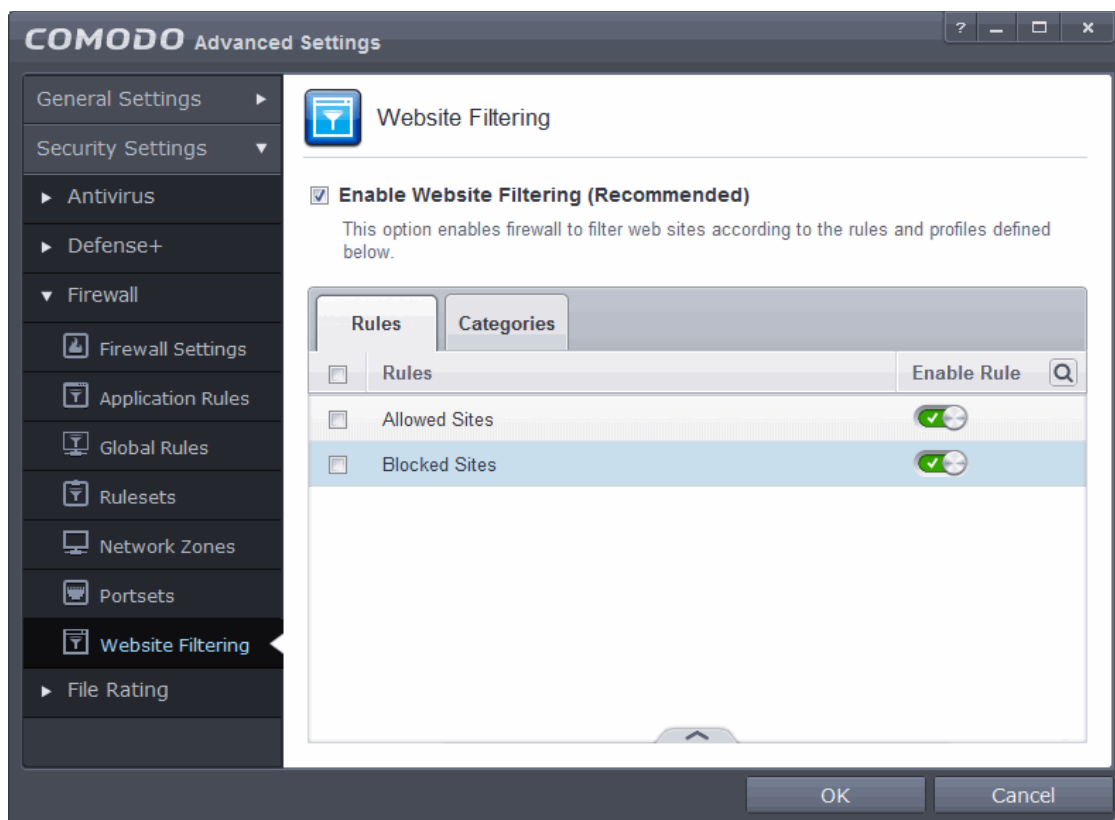 COMODO Advanced Settings
?
General Settings
Security Settings
Antivirus
Defense+
Firewall
Firewall Settings
Application Rules
Global Rules
Rulesets
Network Zones
Portsets
Website Filtering
File Rating
Website Filtering
Enable Website Filtering (Recommended)
This option enables firewall to filter web sites according to the rules and profiles defined
below.
Rules Categories
Rules Enable Rule
Allowed Sites
Blocked Sites
OK Cancel